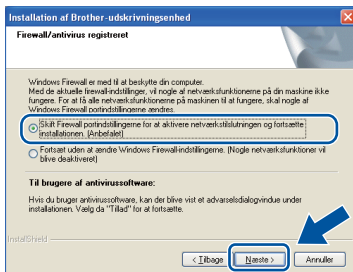 Installation af Brother-udskrivningsenhed
Firewall/antivirus registreret
Windows Firewall er med til at beskytte din computer.
Med de aktuelle firewall-indstillinger, vil nogle af netværksfunktionerne på din maskine ikke
fungere. For at få alle netværksfunktionerne på maskinen til at fungere, skal nogle af
Windows Firewall portindstillingerne ændres.
Skift Firewall portindstillingerne for at aktivere netværkstilslutning og fortsætte
installationen. (Anbefalet)
Fortsæt uden at ændre Windows Firewall-indstillingerne. (Nogle netværksfunktioner vil
blive deaktiveret)
Til brugere af antivirussoftware:
Hvis du bruger antivirussoftware, kan der blive vist et advarselsdialogvindue under
installationen. Vælg da "Tillad" for at fortsætte.
InstallShield
< Tilbage
Næste >
Annuller